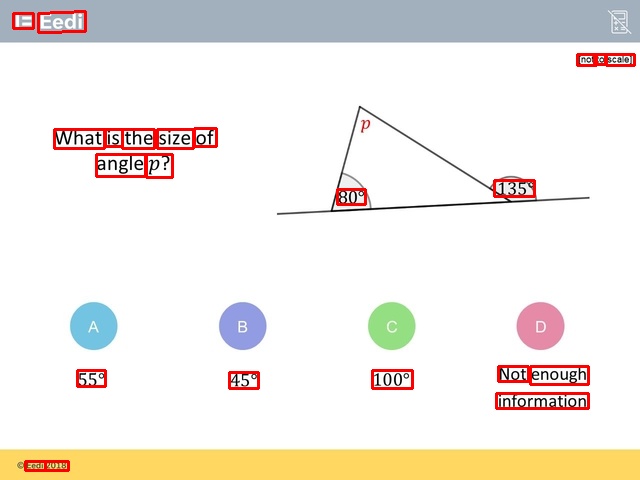 Eedi
[not to scale]
What is the size of
angle p?
p
80°
135°
A
B
C
D
55°
45°
100°
Not enough
information
© Eedi 2018